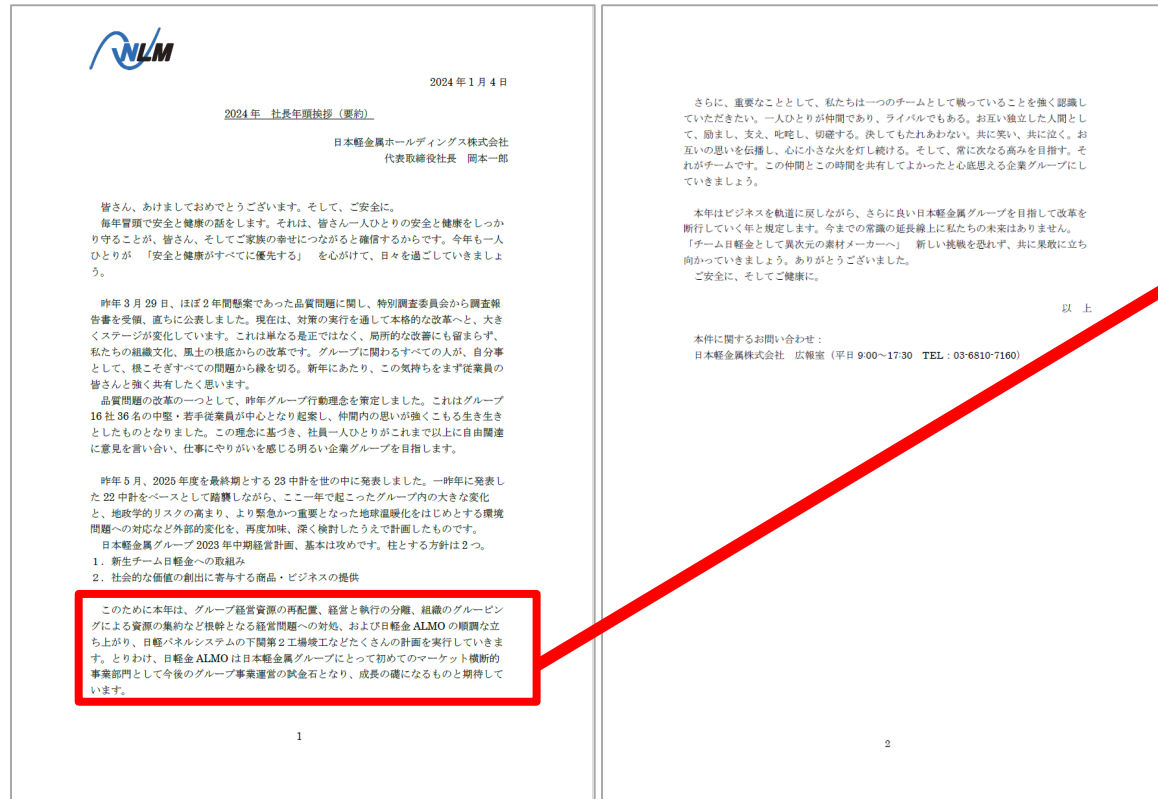 NLM
2024年1月4日
2024年　社長年頭挨拶（要約）
日本軽金属ホールディングス株式会社
代表取締役社長　岡本一郎
皆さん、あけましておめでとうございます。そして、ご安全に。
毎年冒頭で安全と健康の話をします。それは、皆さん一人ひとりの安全と健康をしっか
り守ることが、皆さん、そしてご家族の幸せにつながると確信するからです。今年も一人
ひとりが　「安全と健康がすべてに優先する」　を心がけて、日々を過ごしていきましょ
う。
昨年3月29日、ほぼ2年間懸案であった品質問題に関し、特別調査委員会から調査報
告書を受領、直ちに公表しました。現在は、対策の実行を通して本格的な改革へと、大き
くステージが変化しています。これは単なる是正ではなく、局所的な改善にも留まらず、
私たちの組織文化、風土の根底からの改革です。グループに関わるすべての人が、自分事
として、根こそぎすべての問題から縁を切る。新年にあたり、この気持ちをまず従業員の
皆さんと強く共有したく思います。
品質問題の改革の一つとして、昨年グループ行動理念を策定しました。これはグループ
16社36名の中堅・若手従業員が中心となり起案し、仲間内の思いが強くこもる生き生き
としたものとなりました。この理念に基づき、社員一人ひとりがこれまで以上に自由闊達
に意見を言い合い、仕事にやりがいを感じる明るい企業グループを目指します。
昨年5月、2025年度を最終期とする23中計を世の中に発表しました。一昨年に発表し
た22中計をベースとして踏襲しながら、ここ一年で起こったグループ内の大きな変化
と、地政学的リスクの高まり、より緊急かつ重要となった地球温暖化をはじめとする環境
問題への対応など外部的変化を、再度加味、深く検討したうえで計画したものです。
日本軽金属グループ2023年中期経営計画、基本は攻めです。柱とする方針は2つ。
１．新生チーム日軽金への取組み
２．社会的な価値の創出に寄与する商品・ビジネスの提供
このために本年は、グループ経営資源の再配置、経営と執行の分離、組織のグルーピン
グによる資源の集約など根幹となる経営問題への対処、および日軽金ALMOの順調な立
ち上がり、日軽パネルシステムの下関第2工場竣工などたくさんの計画を実行していきま
す。とりわけ、日軽金ALMOは日本軽金属グループにとって初めてのマーケット横断的
事業部門として今後のグループ事業運営の試金石となり、成長の礎になるものと期待して
います。
1
さらに、重要なこととして、私たちは一つのチームとして戦っていることを強く認識し
ていただきたい。一人ひとりが仲間であり、ライバルでもある。お互い独立した人間とし
て、励まし、支え、叱咤し、切磋する。決してもたれあわない。共に笑い、共に泣く。お
互いの思いを伝播し、心に小さな火を灯し続ける。そして、常に次なる高みを目指す。そ
れがチームです。この仲間とこの時間を共有してよかったと心底思える企業グループにし
ていきましょう。
本年はビジネスを軌道に戻しながら、さらに良い日本軽金属グループを目指して改革を
断行していく年と規定します。今までの常識の延長線上に私たちの未来はありません。
「チーム日軽金として異次元の素材メーカーへ」　新しい挑戦を恐れず、共に果敢に立ち
向かっていきましょう。ありがとうございました。
ご安全に、そしてご健康に。
以　上
本件に関するお問い合わせ：
日本軽金属株式会社　広報室（平日 9:00～17:30　TEL：03-6810-7160）
2